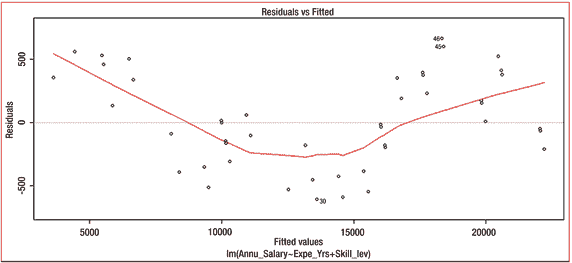 Residuals vs Fitted
46
45
500
0
-500
30
Residuals
5000 10000 15000 20000
Fitted values
lm(Annu_Salary~Expe_Yrs+Skill_lev)